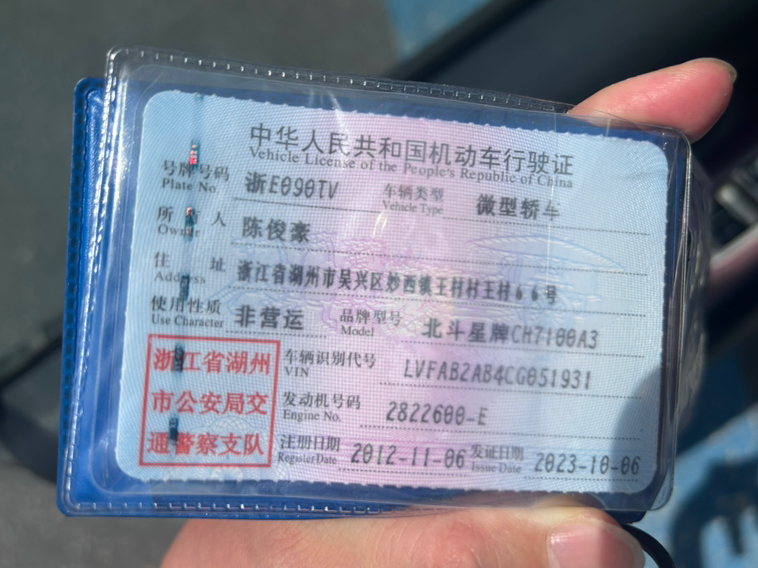 中华人民共和国机动车行驶证
Vehicle License of the People's Republic of China
号牌号码 浙E090TV 车辆类型 微型轿车
Plate No. Vehicle Type
所有人 陈俊豪
Owner
住址 浙江省湖州市吴兴区妙西镇王村村王村66号
Address
使用性质 非营运 品牌型号 北斗星牌CH7100A3
Use Character Model
浙江省湖州
市公安局交
通警察支队
车辆识别代号 LVFAB2AB4CG051931
VIN
发动机号码 2822600-E
Engine No.
注册日期 2012-11-06 发证日期 2023-10-06
Register Date Issue Date